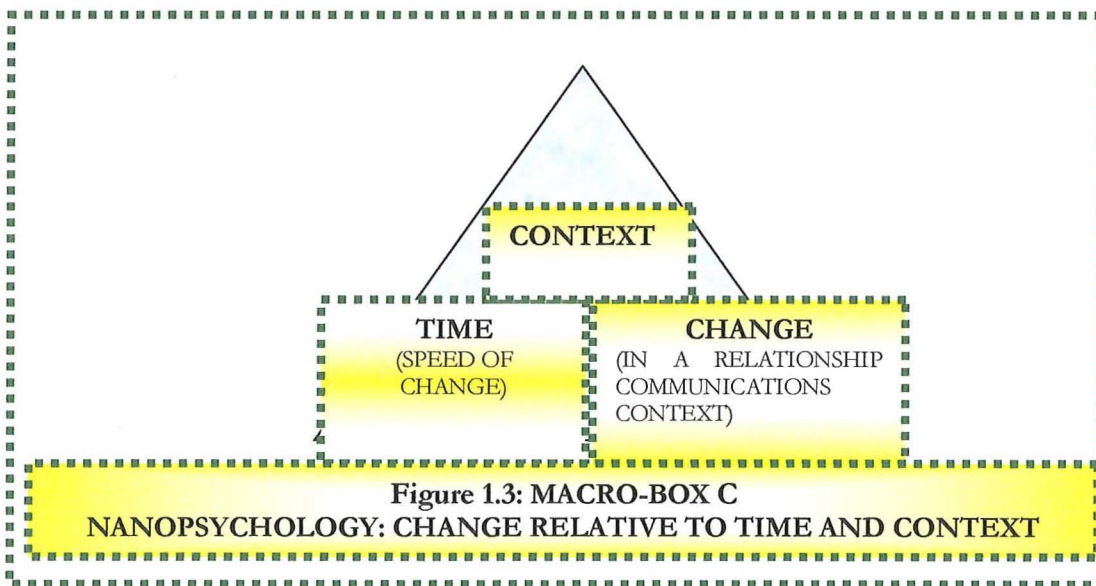 CONTEXT
TIME
(SPEED OF
CHANGE)
CHANGE
(IN A RELATIONSHIP
COMMUNICATIONS
CONTEXT)
Figure 1.3: MACRO-BOX C
NANOPSYCHOLOGY: CHANGE RELATIVE TO TIME AND CONTEXT